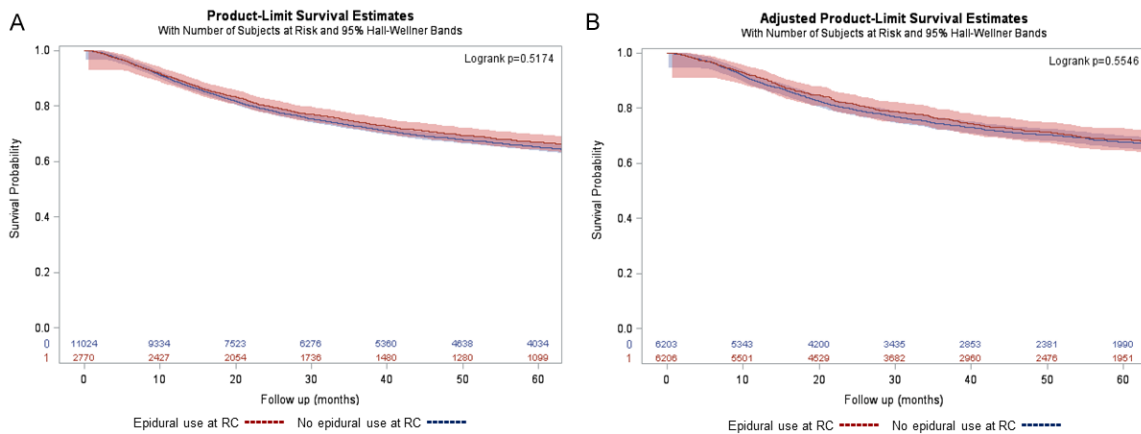 A
Product-Limit Survival Estimates
With Number of Subjects at Risk and 95% Hall-Wellner Bands
Logrank p=0.5174
1.0
0.8
0.6
0.4
0.2
0.0
Survival Probability
0 11024 9334 7523 6276 5360 4638 4034
1 2770 2427 2054 1736 1480 1280 1099
0 10 20 30 40 50 60
Follow up (months)
Epidural use at RC No epidural use at RC
B
Adjusted Product-Limit Survival Estimates
With Number of Subjects at Risk and 95% Hall-Wellner Bands
Logrank p=0.5546
1.0
0.8
0.6
0.4
0.2
0.0
Survival Probability
0 6203 5343 4200 3435 2853 2381 1990
1 6206 5501 4529 3682 2960 2476 1951
0 10 20 30 40 50 60
Follow up (months)
Epidural use at RC No epidural use at RC